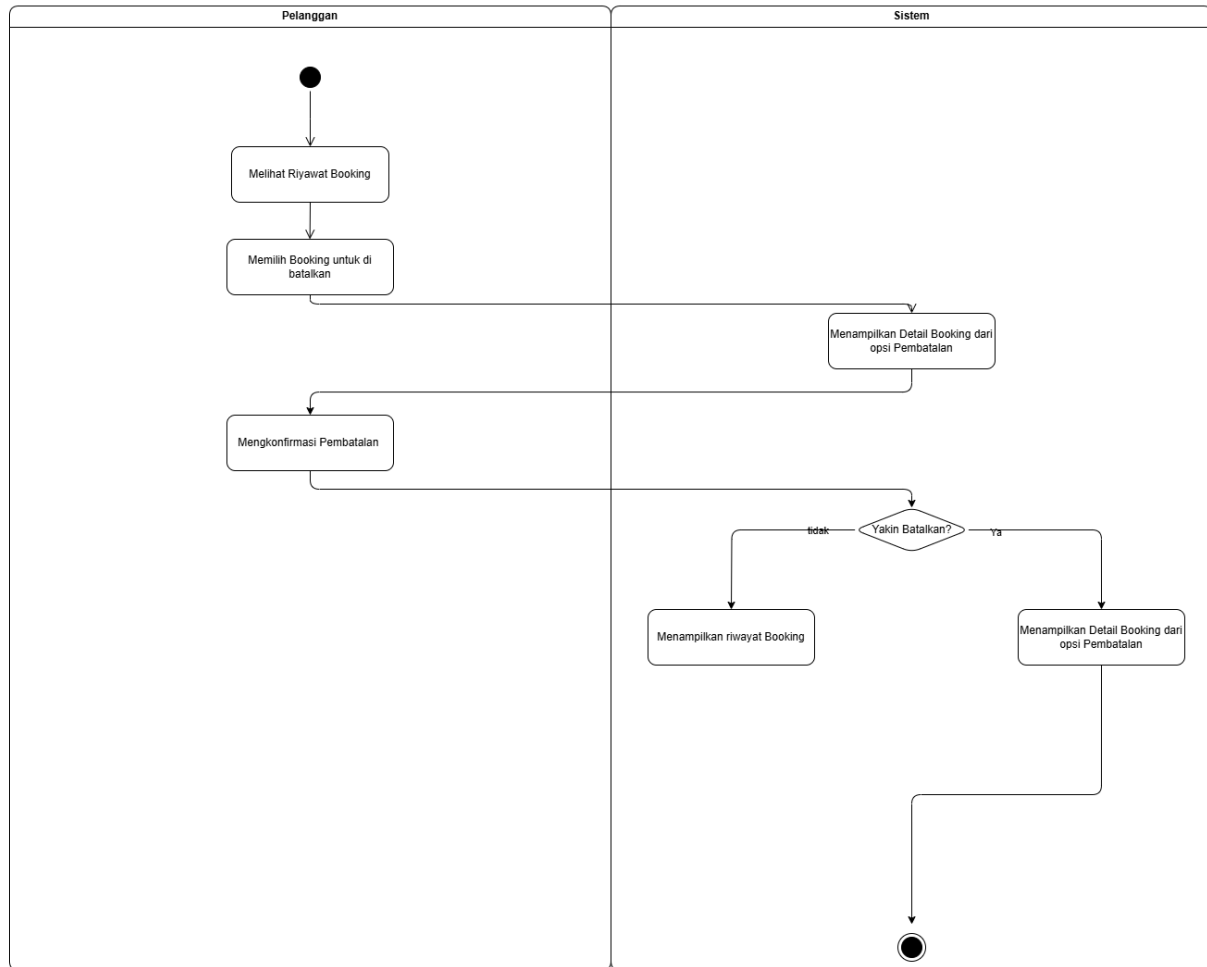 Pelanggan
Sistem
Melihat Riyawat Booking
Memilih Booking untuk di
batalkan
Menampilkan Detail Booking dari
opsi Pembatalan
Mengkonfirmasi Pembatalan
Yakin Batalkan?
tidak
Ya
Menampilkan riwayat Booking
Menampilkan Detail Booking dari
opsi Pembatalan